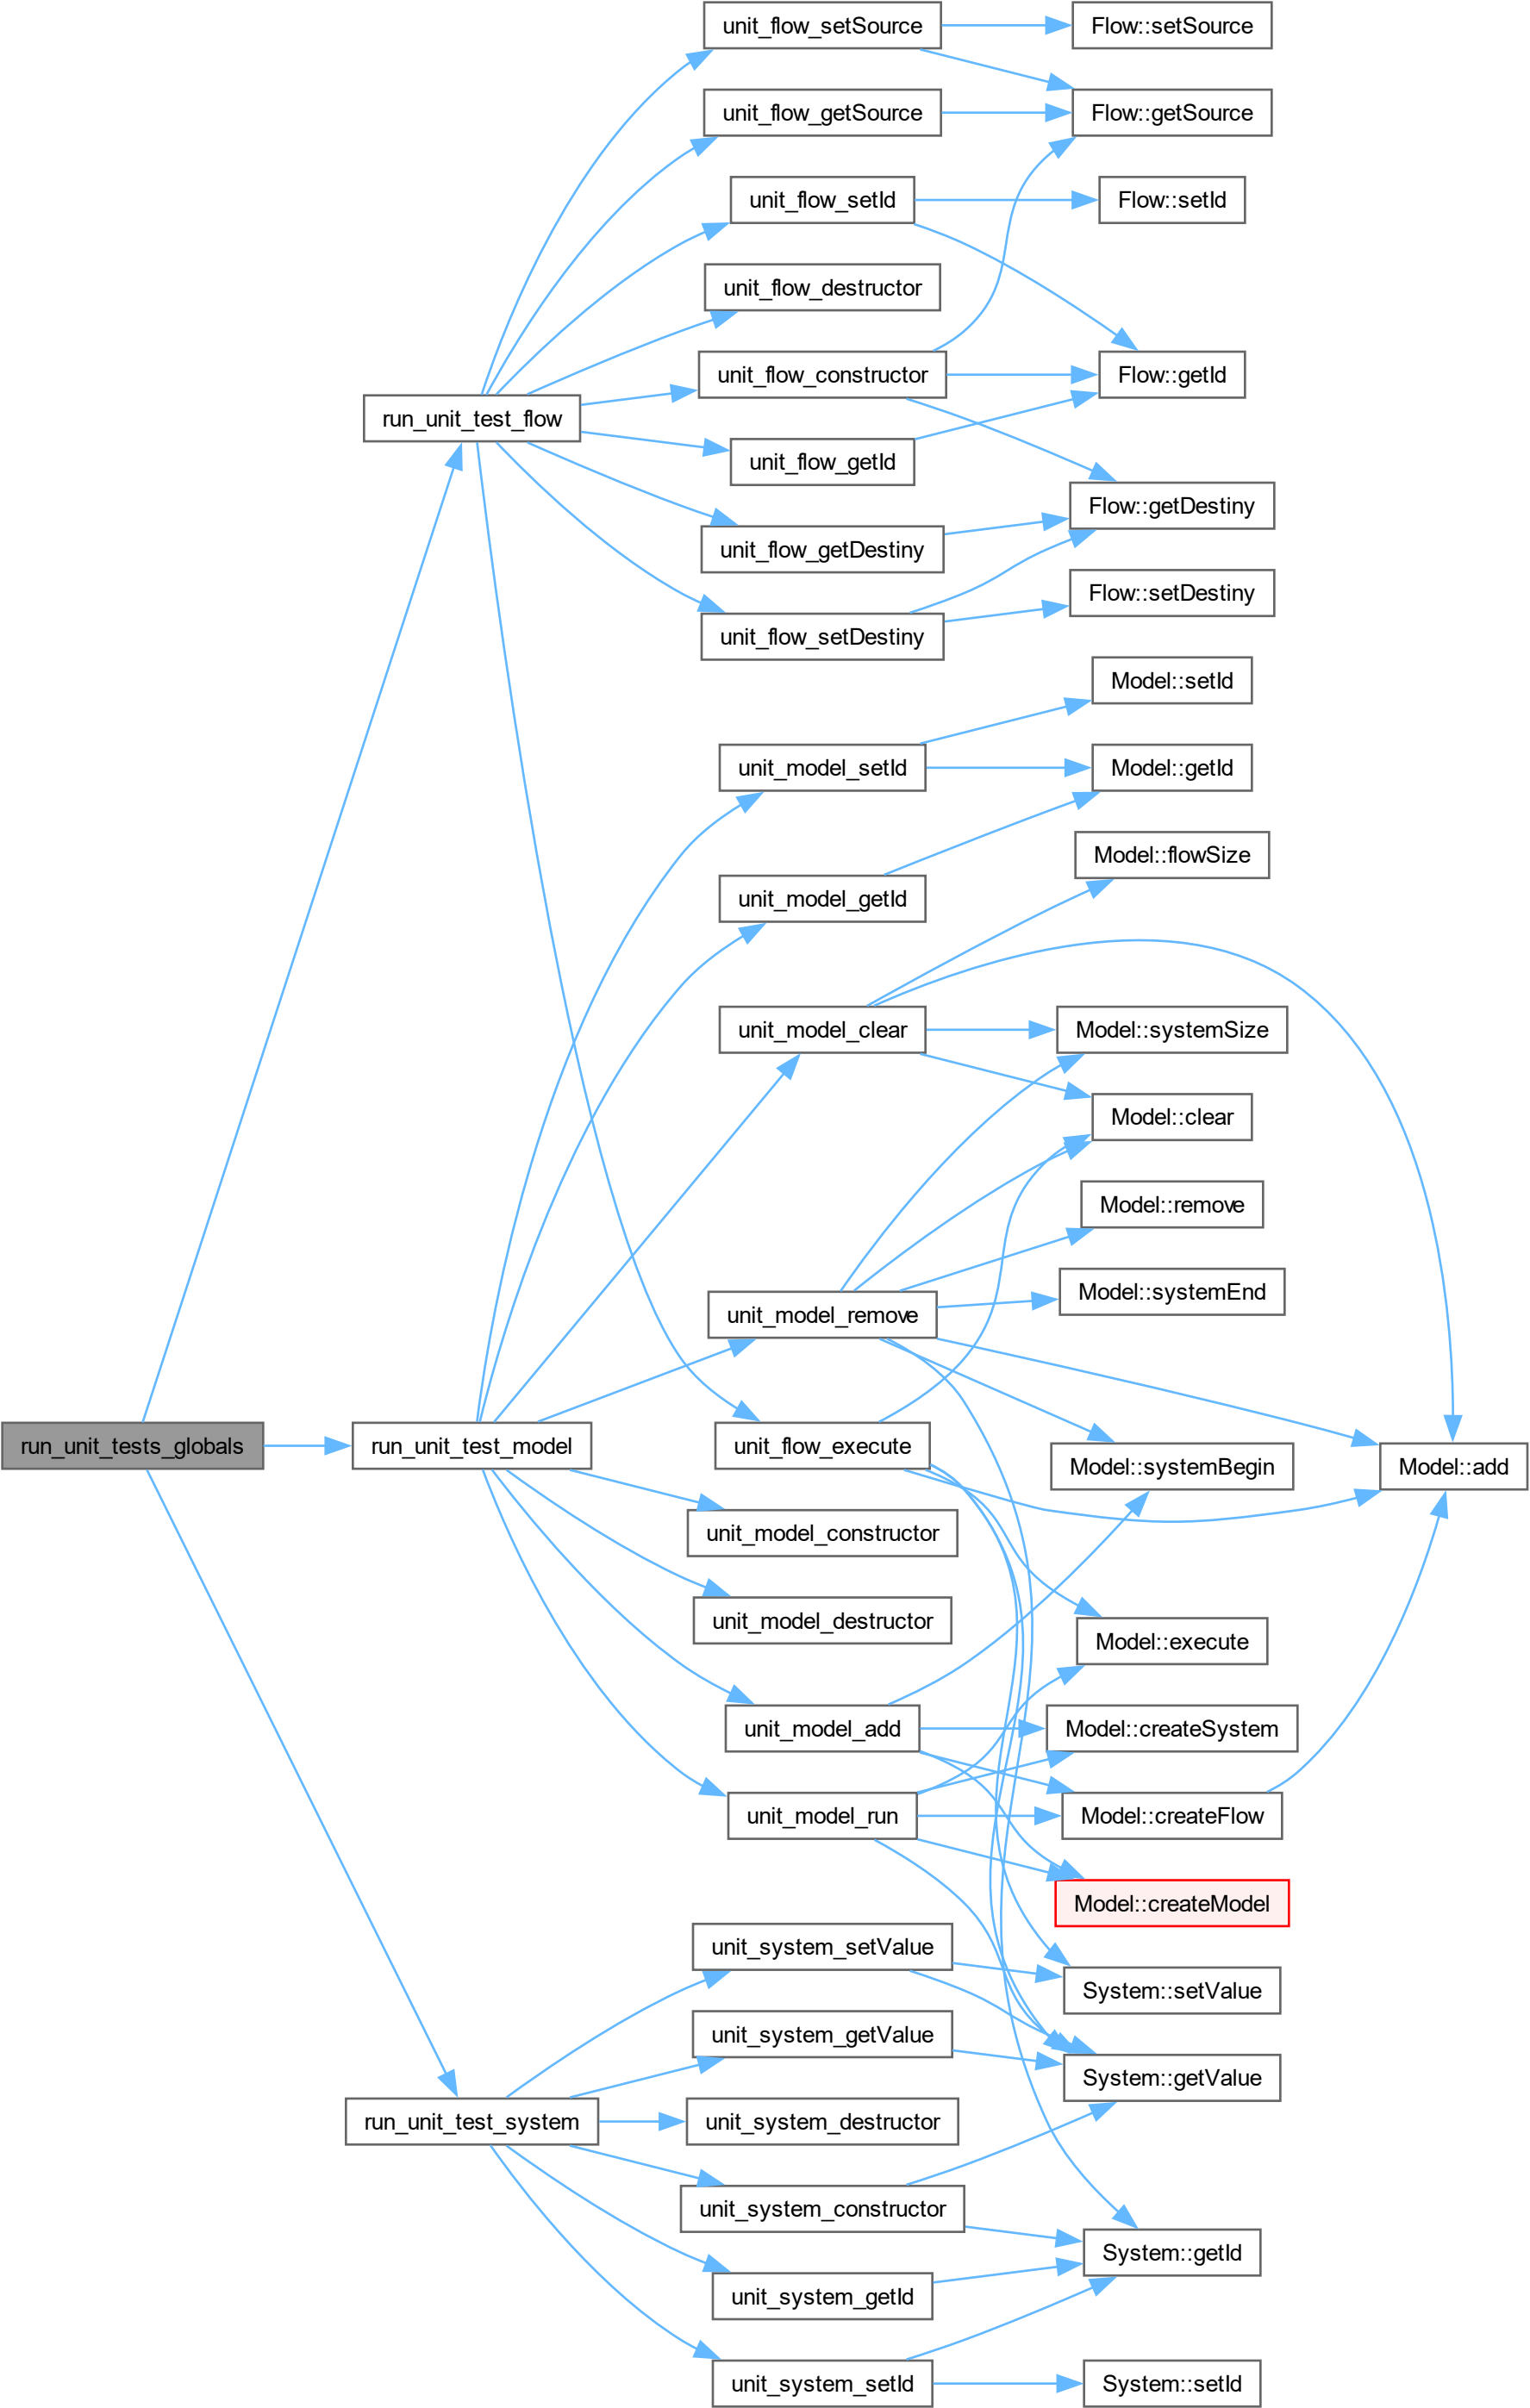 unit_flow_setSource
Flow::setSource
unit_flow_getSource
Flow::getSource
unit_flow_setId
Flow::setId
unit_flow_destructor
unit_flow_constructor
Flow::getId
run_unit_test_flow
unit_flow_getId
Flow::getDestiny
unit_flow_getDestiny
Flow::setDestiny
unit_flow_setDestiny
Model::setId
unit_model_setId
Model::getId
Model::flowSize
unit_model_getId
unit_model_clear
Model::systemSize
Model::clear
Model::remove
Model::systemEnd
unit_model_remove
run_unit_tests_globals
run_unit_test_model
unit_flow_execute
Model::systemBegin
Model::add
unit_model_constructor
unit_model_destructor
Model::execute
unit_model_add
Model::createSystem
unit_model_run
Model::createFlow
Model::createModel
unit_system_setValue
System::setValue
unit_system_getValue
System::getValue
run_unit_test_system
unit_system_destructor
unit_system_constructor
System::getId
unit_system_getId
unit_system_setId
System::setId